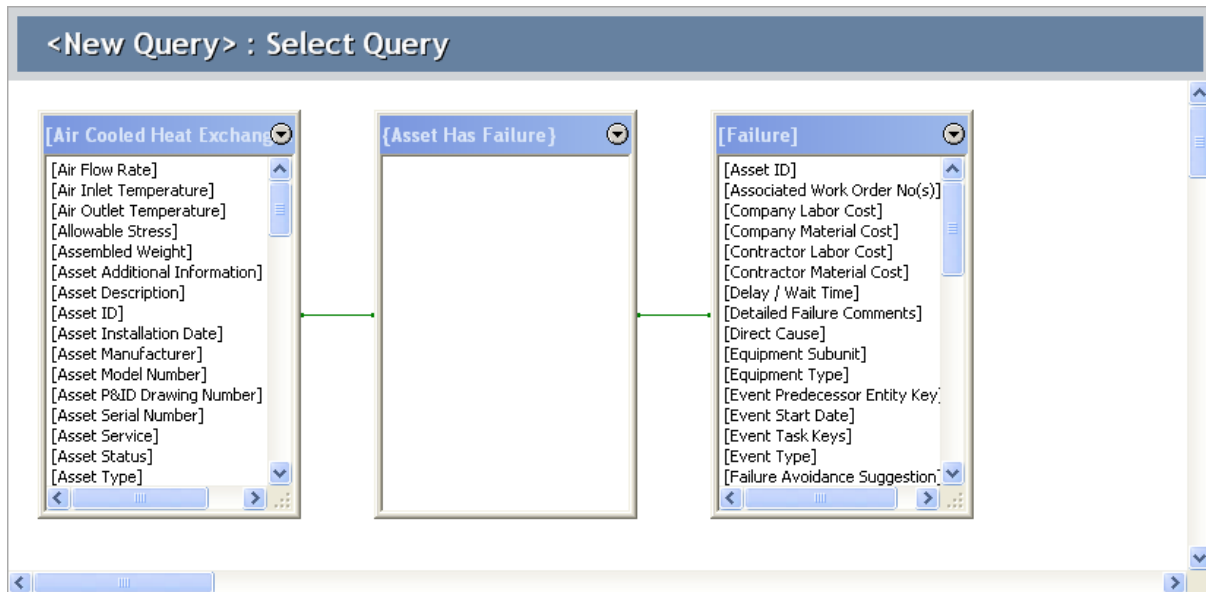 <New Query> : Select Query
[Air Cooled Heat Exchang
[Air Flow Rate]
[Air Inlet Temperature]
[Air Outlet Temperature]
[Allowable Stress]
[Assembled Weight]
[Asset Additional Information]
[Asset Description]
[Asset ID]
[Asset Installation Date]
[Asset Manufacturer]
[Asset Model Number]
[Asset P&ID Drawing Number]
[Asset Serial Number]
[Asset Service]
[Asset Status]
[Asset Type]
{Asset Has Failure}
[Failure]
[Asset ID]
[Associated Work Order No(s)]
[Company Labor Cost]
[Company Material Cost]
[Contractor Labor Cost]
[Contractor Material Cost]
[Delay / Wait Time]
[Detailed Failure Comments]
[Direct Cause]
[Equipment Subunit]
[Equipment Type]
[Event Predecessor Entity Key]
[Event Start Date]
[Event Task Keys]
[Event Type]
[Failure Avoidance Suggestion]